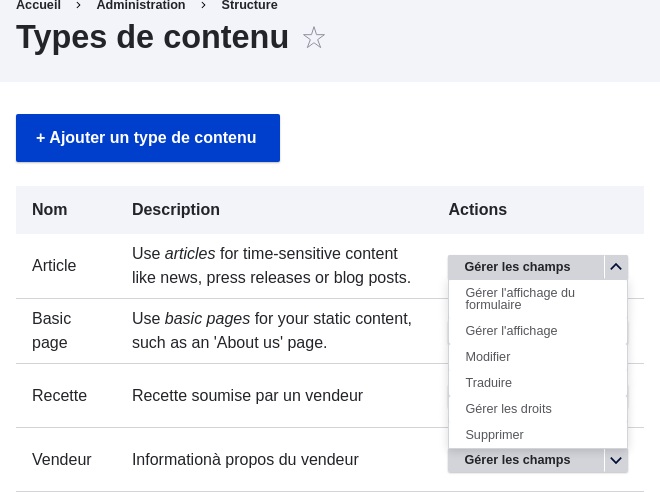 Accueil > Administration > Structure
Types de contenu ☆
+ Ajouter un type de contenu
Nom Description Actions
Article Use articles for time-sensitive content
like news, press releases or blog posts.
Gérer les champs
Gérer l'affichage du
formulaire
Gérer l'affichage
Modifier
Traduire
Gérer les droits
Supprimer
Basic
page
Use basic pages for your static content,
such as an 'About us' page.
Recette Recette soumise par un vendeur
Vendeur Informationà propos du vendeur Gérer les champs